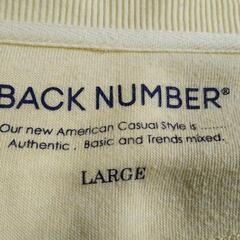 BACK NUMBER®
Our new American Casual Style is ........
Authentic . Basic and Trends mixed.
LARGE